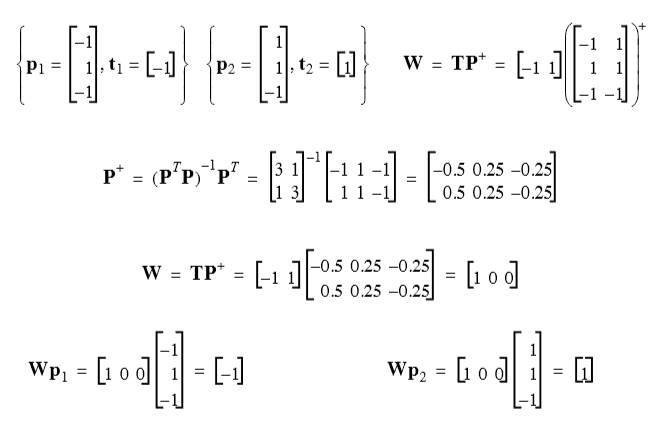 {p₁ = [−1; 1; −1], t₁ = [−1]} {p₂ = [1; 1; −1], t₂ = [1]} W = TP⁺ = [−1 1]([−1 1; 1 1; −1 −1])⁺
P⁺ = (PᵀP)⁻¹Pᵀ = [3 1; 1 3]⁻¹[−1 1 −1; 1 1 −1] = [−0.5 0.25 −0.25; 0.5 0.25 −0.25]
W = TP⁺ = [−1 1][−0.5 0.25 −0.25; 0.5 0.25 −0.25] = [1 0 0]
Wp₁ = [1 0 0][−1; 1; −1] = [−1] Wp₂ = [1 0 0][1; 1; −1] = [1]